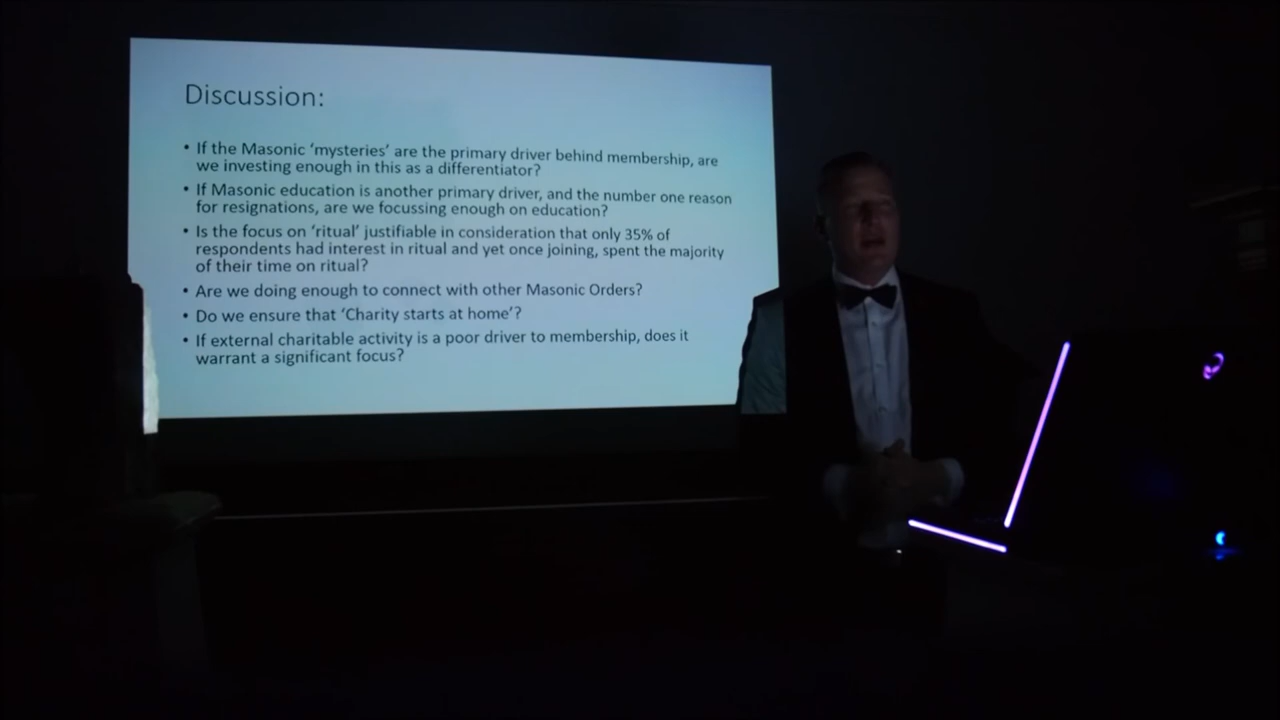 Discussion:
• If the Masonic ‘mysteries’ are the primary driver behind membership, are
we investing enough in this as a differentiator?
• If Masonic education is another primary driver, and the number one reason
for resignations, are we focussing enough on education?
• Is the focus on ‘ritual’ justifiable in consideration that only 35% of
respondents had interest in ritual and yet once joining, spent the majority
of their time on ritual?
• Are we doing enough to connect with other Masonic Orders?
• Do we ensure that ‘Charity starts at home’?
• If external charitable activity is a poor driver to membership, does it
warrant a significant focus?